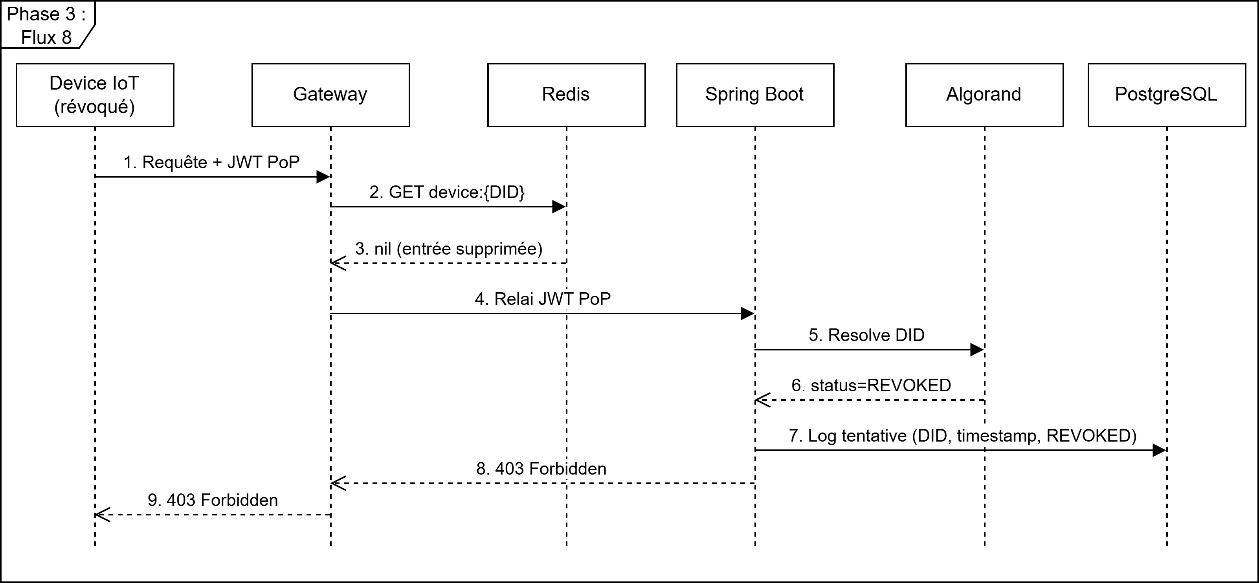 Phase 3 :
Flux 8
Device IoT
(révoqué)
Gateway
Redis
Spring Boot
Algorand
PostgreSQL
1. Requête + JWT PoP
2. GET device:{DID}
3. nil (entrée supprimée)
4. Relai JWT PoP
5. Resolve DID
6. status=REVOKED
7. Log tentative (DID, timestamp, REVOKED)
8. 403 Forbidden
9. 403 Forbidden